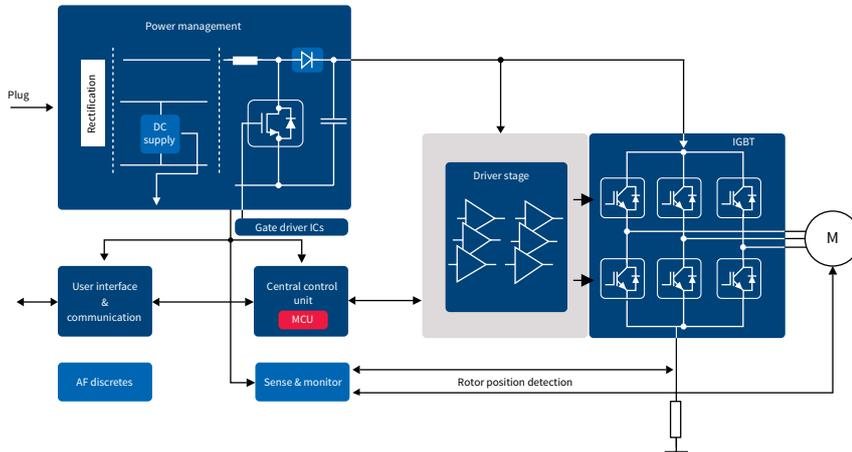 Power management
Plug
Rectification
DC
supply
IGBT
Driver stage
Gate driver ICs
M
User interface
&
communication
Central control
unit
MCU
AF discretes
Sense & monitor
Rotor position detection